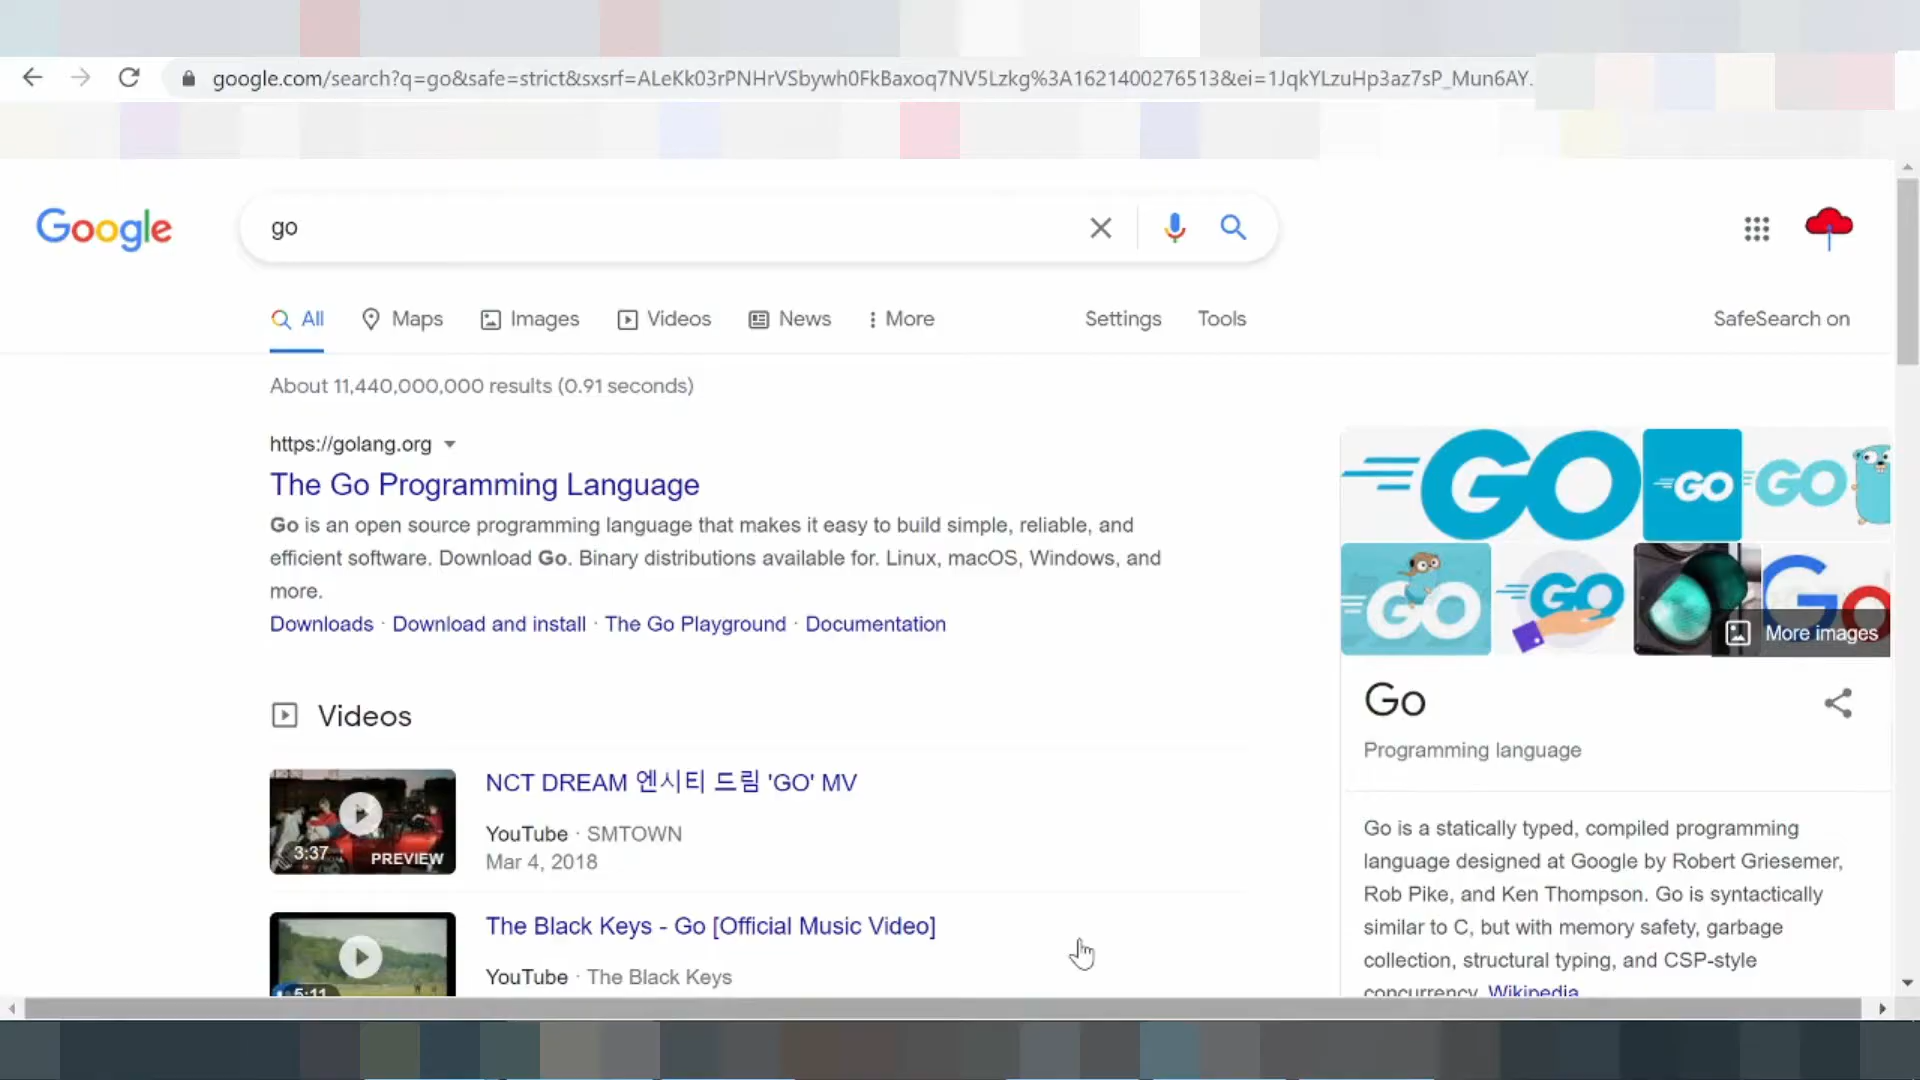 google.com/search?q=go&safe=strict&sxsrf=ALeKk03rPNHrVSbywh0FkBaxoq7NV5Lzkg%3A1621400276513&ei=1JqkYLzuHp3az7sP_Mun6AY.
Google
go
All
Maps
Images
Videos
News
More
Settings
Tools
SafeSearch on
About 11,440,000,000 results (0.91 seconds)
https://golang.org
The Go Programming Language
Go is an open source programming language that makes it easy to build simple, reliable, and
efficient software. Download Go. Binary distributions available for. Linux, macOS, Windows, and
more.
Downloads · Download and install · The Go Playground · Documentation
Videos
NCT DREAM 엔시티 드림 'GO' MV
YouTube · SMTOWN
Mar 4, 2018
3:37
PREVIEW
The Black Keys - Go [Official Music Video]
YouTube · The Black Keys
5:11
GO
GO
GO
GO
GO
Go
More images
Go
Programming language
Go is a statically typed, compiled programming
language designed at Google by Robert Griesemer,
Rob Pike, and Ken Thompson. Go is syntactically
similar to C, but with memory safety, garbage
collection, structural typing, and CSP-style
concurrency. Wikipedia